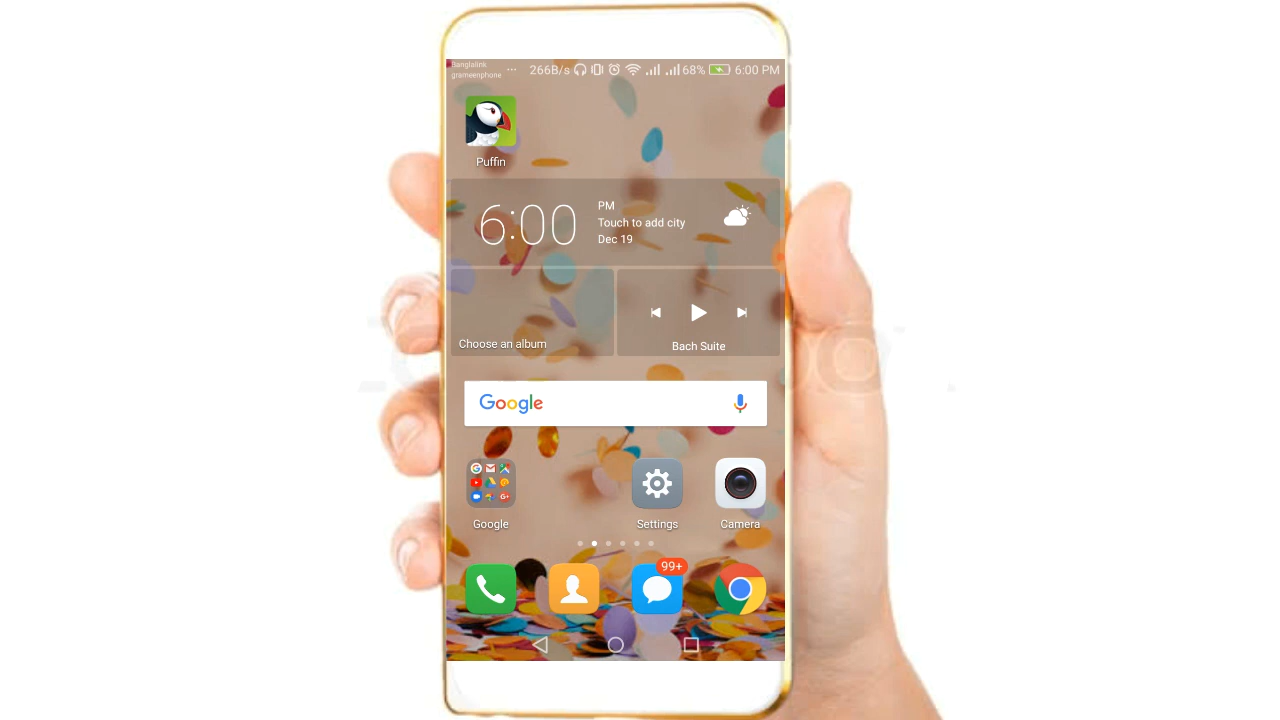 Banglalink
grameenphone
... 266B/s 68% 6:00 PM
Puffin
6:00
PM
Touch to add city
Dec 19
Choose an album
Bach Suite
Google
Google
Settings
Camera
99+